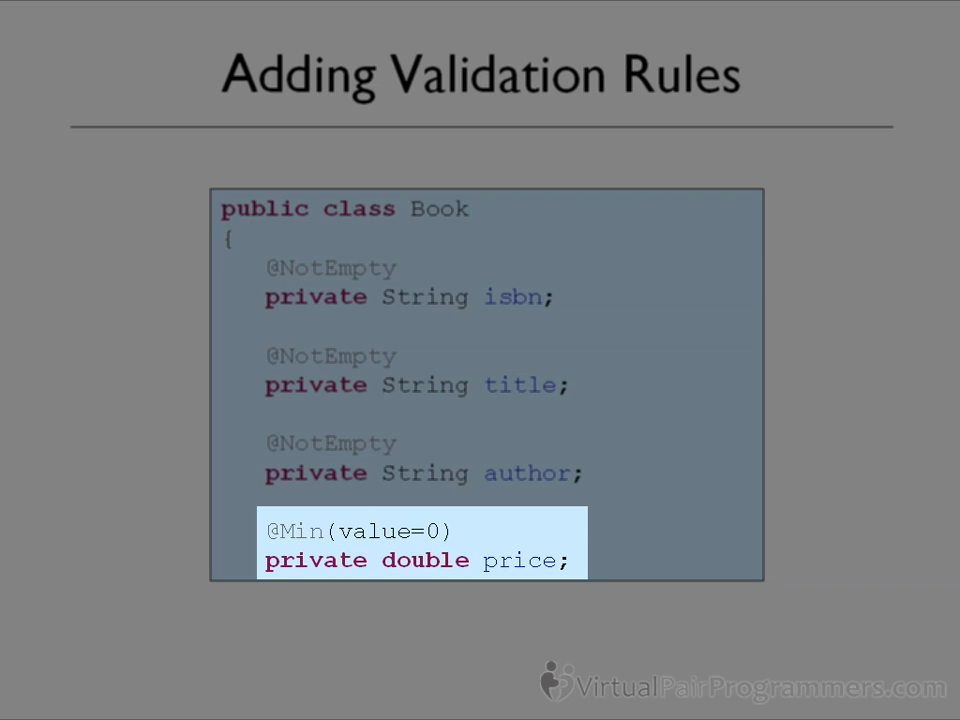 Adding Validation Rules
public class Book
{
@NotEmpty
private String isbn;
@NotEmpty
private String title;
@NotEmpty
private String author;
@Min(value=0)
private double price;
VirtualPairProgrammers.com